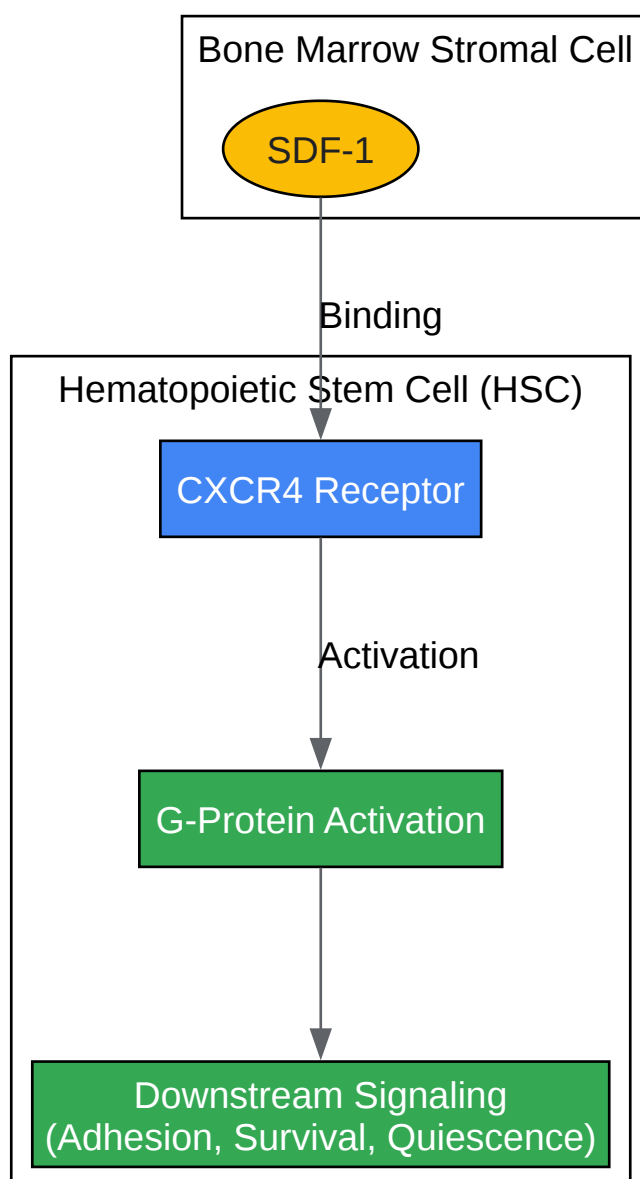 Bone Marrow Stromal Cell
SDF-1
Binding
Hematopoietic Stem Cell (HSC)
CXCR4 Receptor
Activation
G-Protein Activation
Downstream Signaling
(Adhesion, Survival, Quiescence)